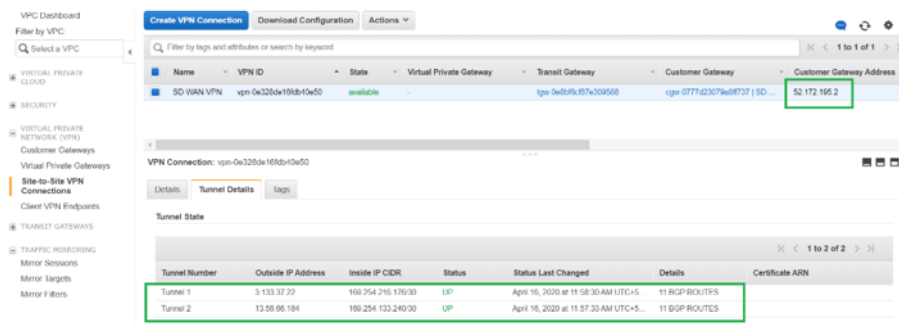 VPC Dashboard
Filter by VPC:
Select a VPC
VIRTUAL PRIVATE
CLOUD
SECURITY
VIRTUAL PRIVATE
NETWORK (VPN)
Customer Gateways
Virtual Private Gateways
Site-to-Site VPN
Connections
Client VPN Endpoints
TRANSIT GATEWAYS
TRAFFIC MIRRORING
Mirror Sessions
Mirror Targets
Mirror Filters
Create VPN Connection Download Configuration Actions
Filter by tags and attributes or search by keyword
1 to 1 of 1
Name VPN ID State Virtual Private Gateway Transit Gateway Customer Gateway Customer Gateway Address
SD-WAN VPN vpn-0e328de16fdb40e50 available - tgw-0e8bf6cf87e309588 cgw-0777d23079e8ff737 | SD-... 52.172.195.2
VPN Connection: vpn-0e328de16fdb40e50
Details Tunnel Details Tags
Tunnel State
1 to 2 of 2
Tunnel Number Outside IP Address Inside IP CIDR Status Status Last Changed Details Certificate ARN
Tunnel 1 3.133.37.22 169.254.216.176/30 UP April 16, 2020 at 11:58:30 AM UTC+5... 11 BGP ROUTES
Tunnel 2 13.58.66.184 169.254.133.240/30 UP April 16, 2020 at 11:57:33 AM UTC+5... 11 BGP ROUTES